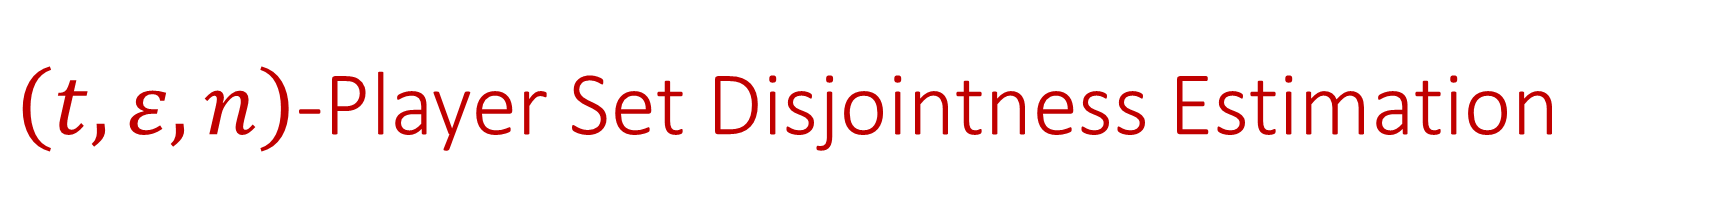 (t, ε, n)-Player Set Disjointness Estimation